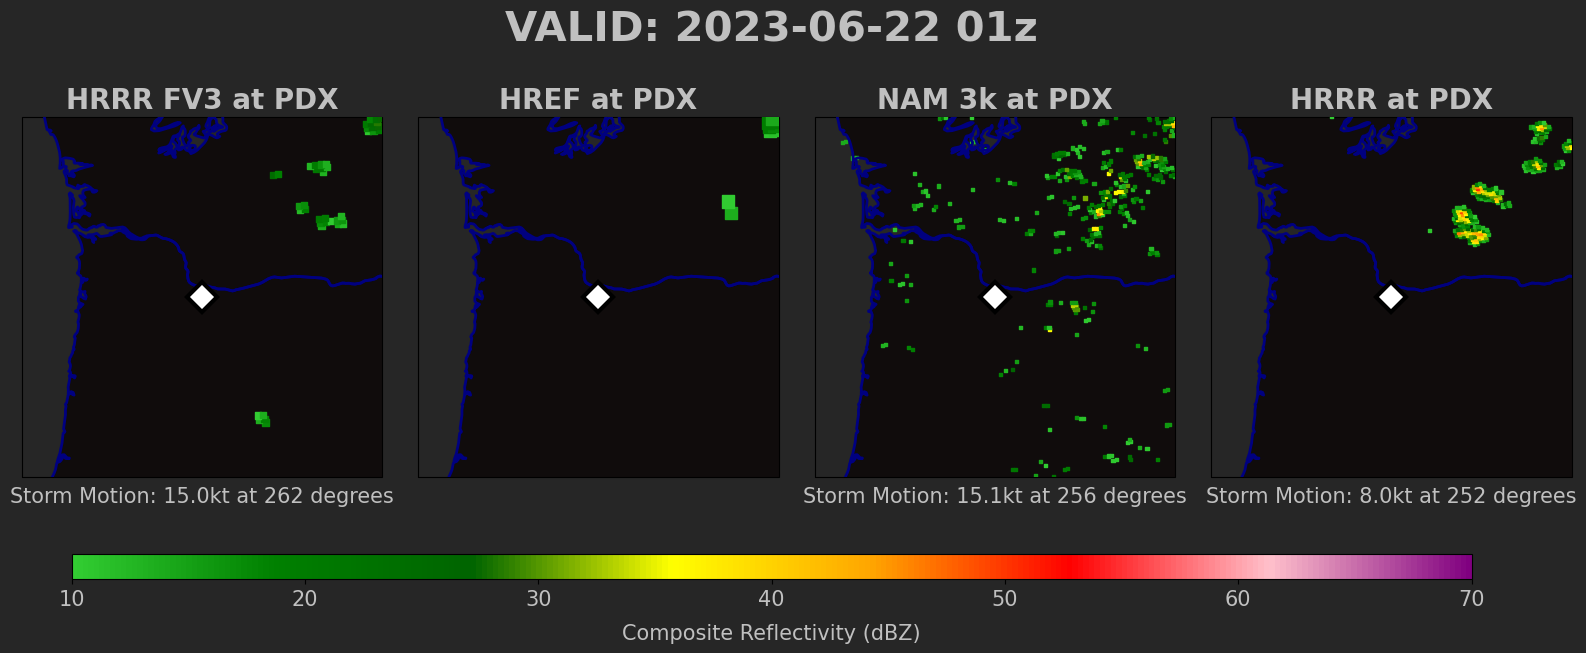 VALID: 2023-06-22 01z
HRRR FV3 at PDX
HREF at PDX
NAM 3k at PDX
HRRR at PDX
Storm Motion: 15.0kt at 262 degrees
Storm Motion: 15.1kt at 256 degrees
Storm Motion: 8.0kt at 252 degrees
10 20 30 40 50 60 70
Composite Reflectivity (dBZ)